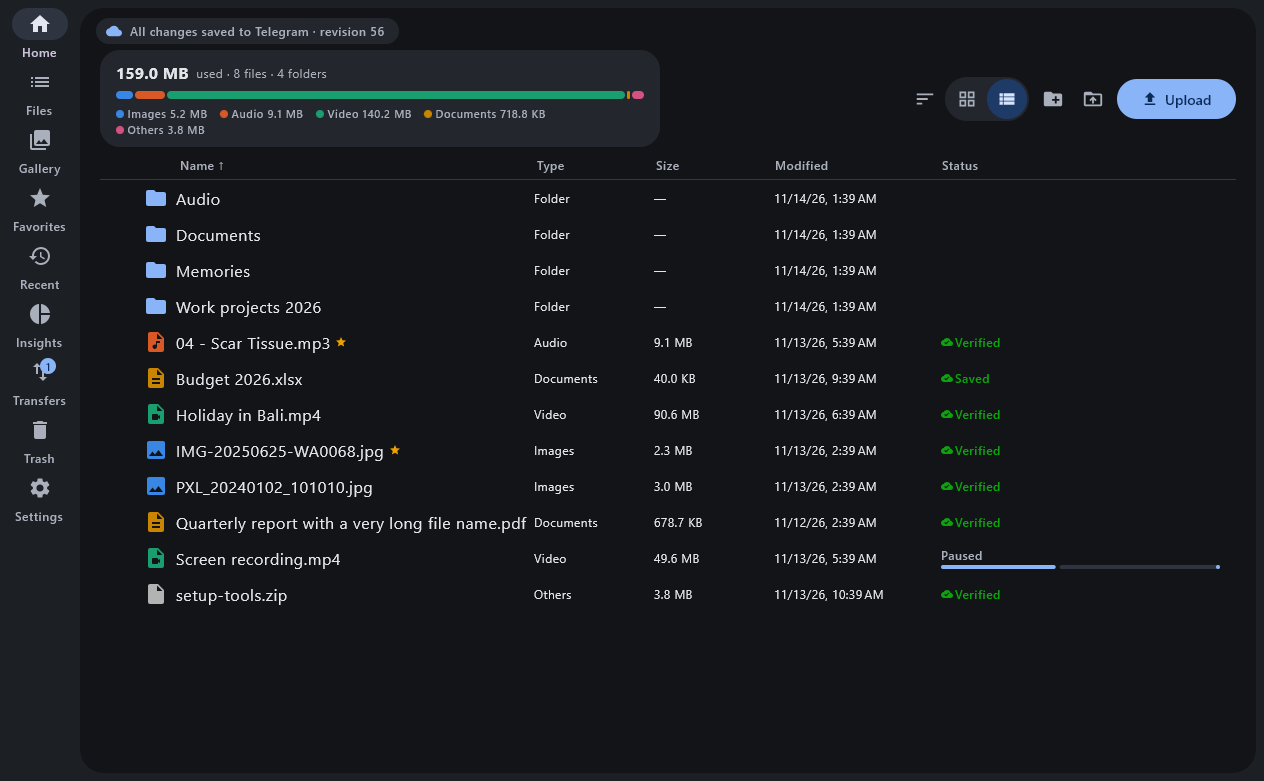 All changes saved to Telegram · revision 56
159.0 MB used · 8 files · 4 folders
Images 5.2 MB Audio 9.1 MB Video 140.2 MB Documents 718.8 KB
Others 3.8 MB
Upload
Home
Files
Gallery
Favorites
Recent
Insights
1
Transfers
Trash
Settings
Name ↑ Type Size Modified Status
Audio Folder — 11/14/26, 1:39 AM
Documents Folder — 11/14/26, 1:39 AM
Memories Folder — 11/14/26, 1:39 AM
Work projects 2026 Folder — 11/14/26, 1:39 AM
04 - Scar Tissue.mp3 Audio 9.1 MB 11/13/26, 5:39 AM Verified
Budget 2026.xlsx Documents 40.0 KB 11/13/26, 9:39 AM Saved
Holiday in Bali.mp4 Video 90.6 MB 11/13/26, 6:39 AM Verified
IMG-20250625-WA0068.jpg Images 2.3 MB 11/13/26, 2:39 AM Verified
PXL_20240102_101010.jpg Images 3.0 MB 11/13/26, 2:39 AM Verified
Quarterly report with a very long file name.pdf Documents 678.7 KB 11/12/26, 2:39 AM Verified
Screen recording.mp4 Video 49.6 MB 11/13/26, 5:39 AM Paused
setup-tools.zip Others 3.8 MB 11/13/26, 10:39 AM Verified